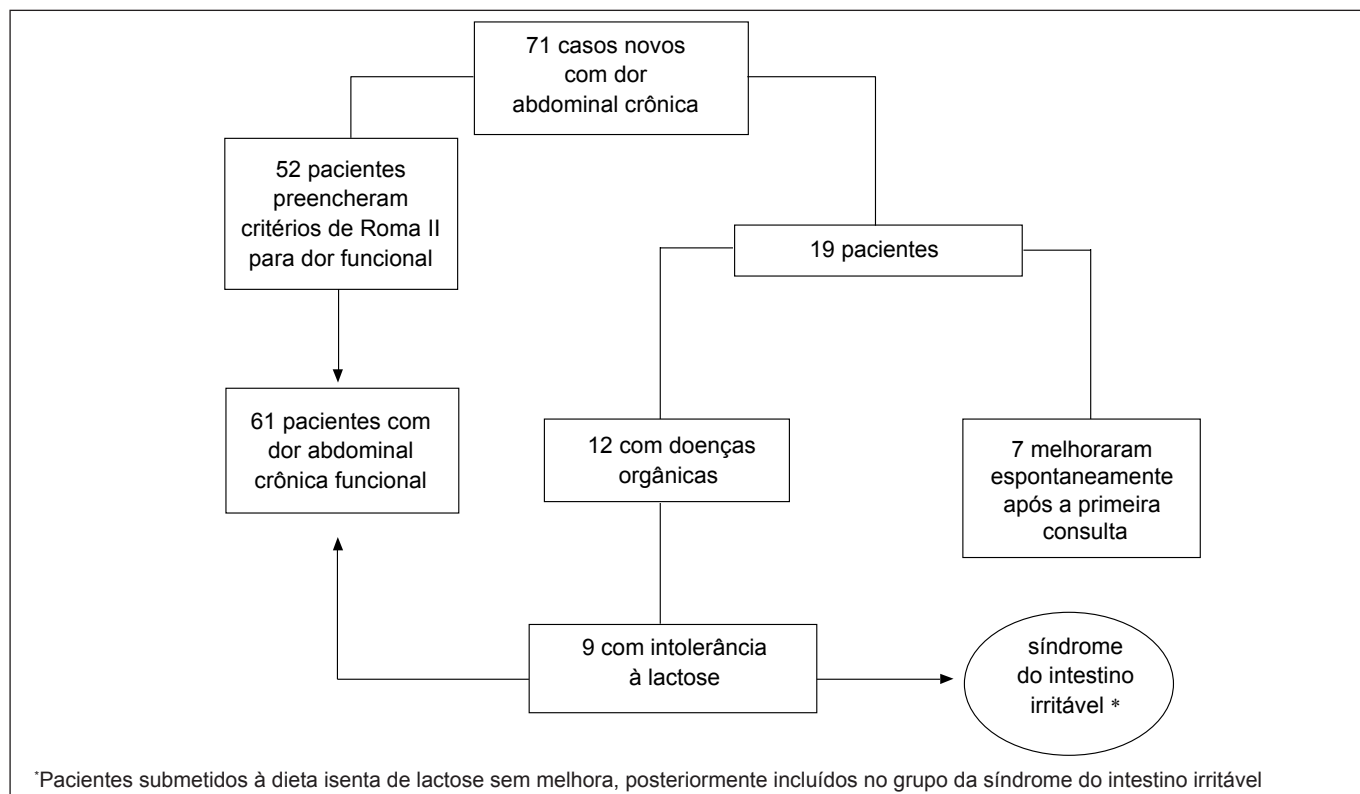 71 casos novos
com dor
abdominal crônica
52 pacientes
preencheram
critérios de Roma II
para dor funcional
19 pacientes
61 pacientes com
dor abdominal
crônica funcional
12 com doenças
orgânicas
7 melhoraram
espontaneamente
após a primeira
consulta
9 com intolerância
à lactose
síndrome
do intestino
irritável *
*Pacientes submetidos à dieta isenta de lactose sem melhora, posteriormente incluídos no grupo da síndrome do intestino irritável